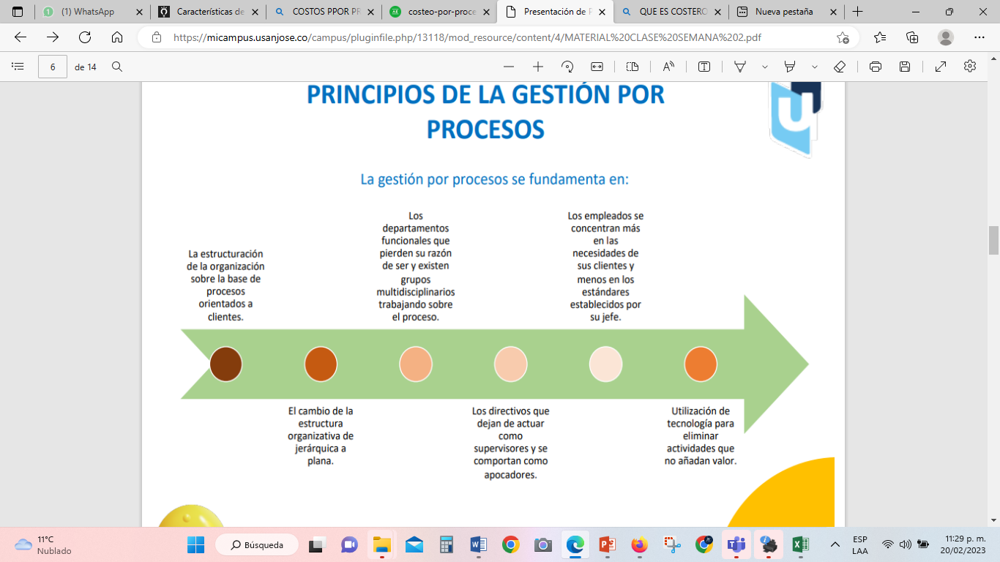 (1) WhatsApp
Características de
COSTOS PPOR PR
costeo-por-proce
Presentación de P
QUE ES COSTERO
Nueva pestaña
https://micampus.usanjose.co/campus/pluginfile.php/13118/mod_resource/content/4/MATERIAL%20CLASE%20SEMANA%202.pdf
6 de 14
PRINCIPIOS DE LA GESTIÓN POR
PROCESOS
La gestión por procesos se fundamenta en:
La estructuración
de la organización
sobre la base de
procesos
orientados a
clientes.
El cambio de la
estructura
organizativa de
jerárquica a
plana.
Los
departamentos
funcionales que
pierden su razón
de ser y existen
grupos
multidisciplinarios
trabajando sobre
el proceso.
Los directivos que
dejan de actuar
como
supervisores y se
comportan como
apocadores.
Los empleados se
concentran más
en las
necesidades de
sus clientes y
menos en los
estándares
establecidos por
su jefe.
Utilización de
tecnología para
eliminar
actividades que
no añadan valor.
11°C
Nublado
Búsqueda
ESP
LAA
11:29 p. m.
20/02/2023